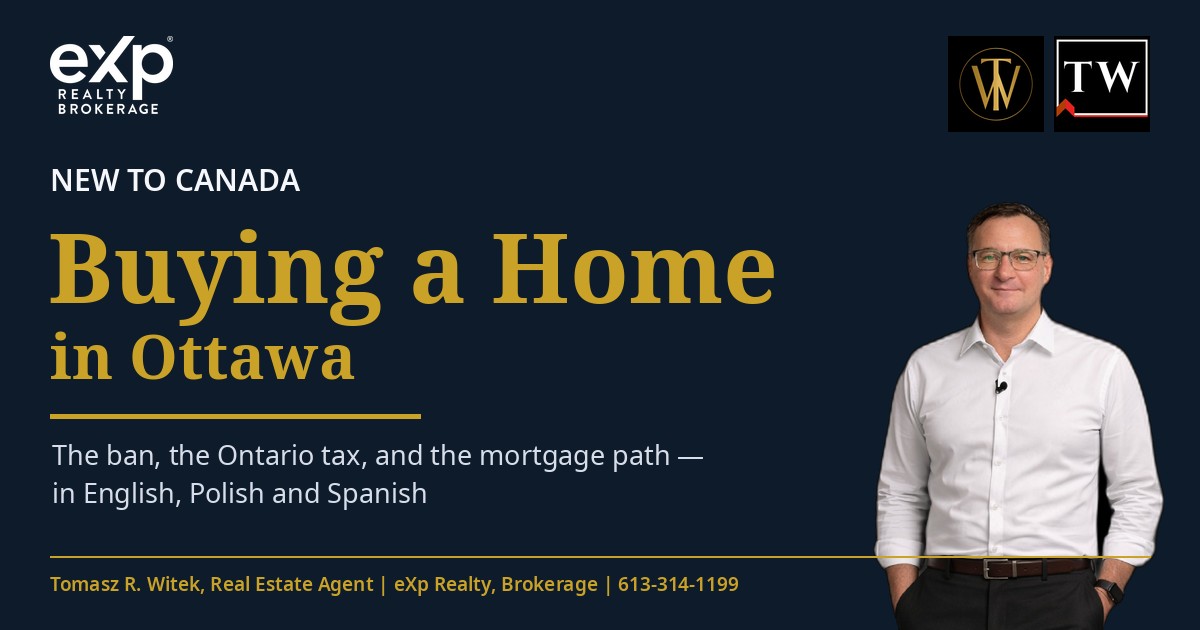 eXp®
REALTY
BROKERAGE
TW
TW
NEW TO CANADA
Buying a Home
in Ottawa
The ban, the Ontario tax, and the mortgage path —
in English, Polish and Spanish
Tomasz R. Witek, Real Estate Agent | eXp Realty, Brokerage | 613-314-1199